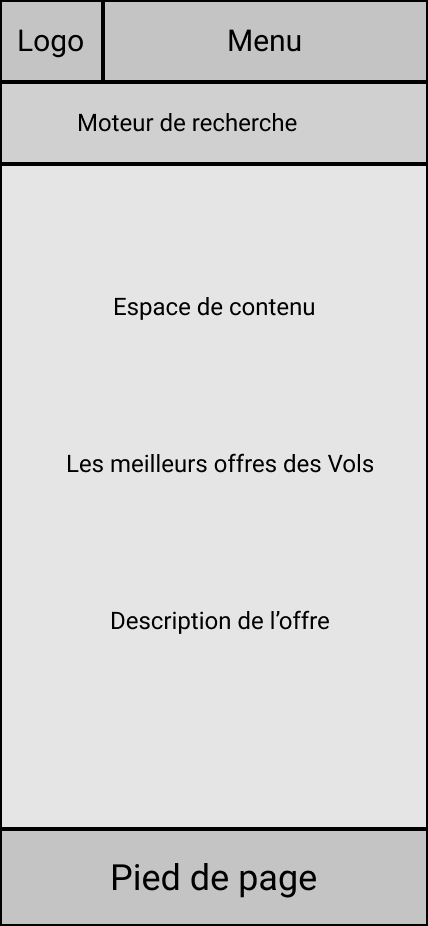 Logo
Menu
Moteur de recherche
Espace de contenu
Les meilleurs offres des Vols
Description de l’offre
Pied de page